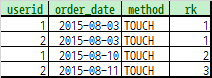 userid order_date method rk
1 2015-08-03 TOUCH 1
2 2015-08-03 TOUCH 1
1 2015-08-10 TOUCH 2
2 2015-08-11 TOUCH 3